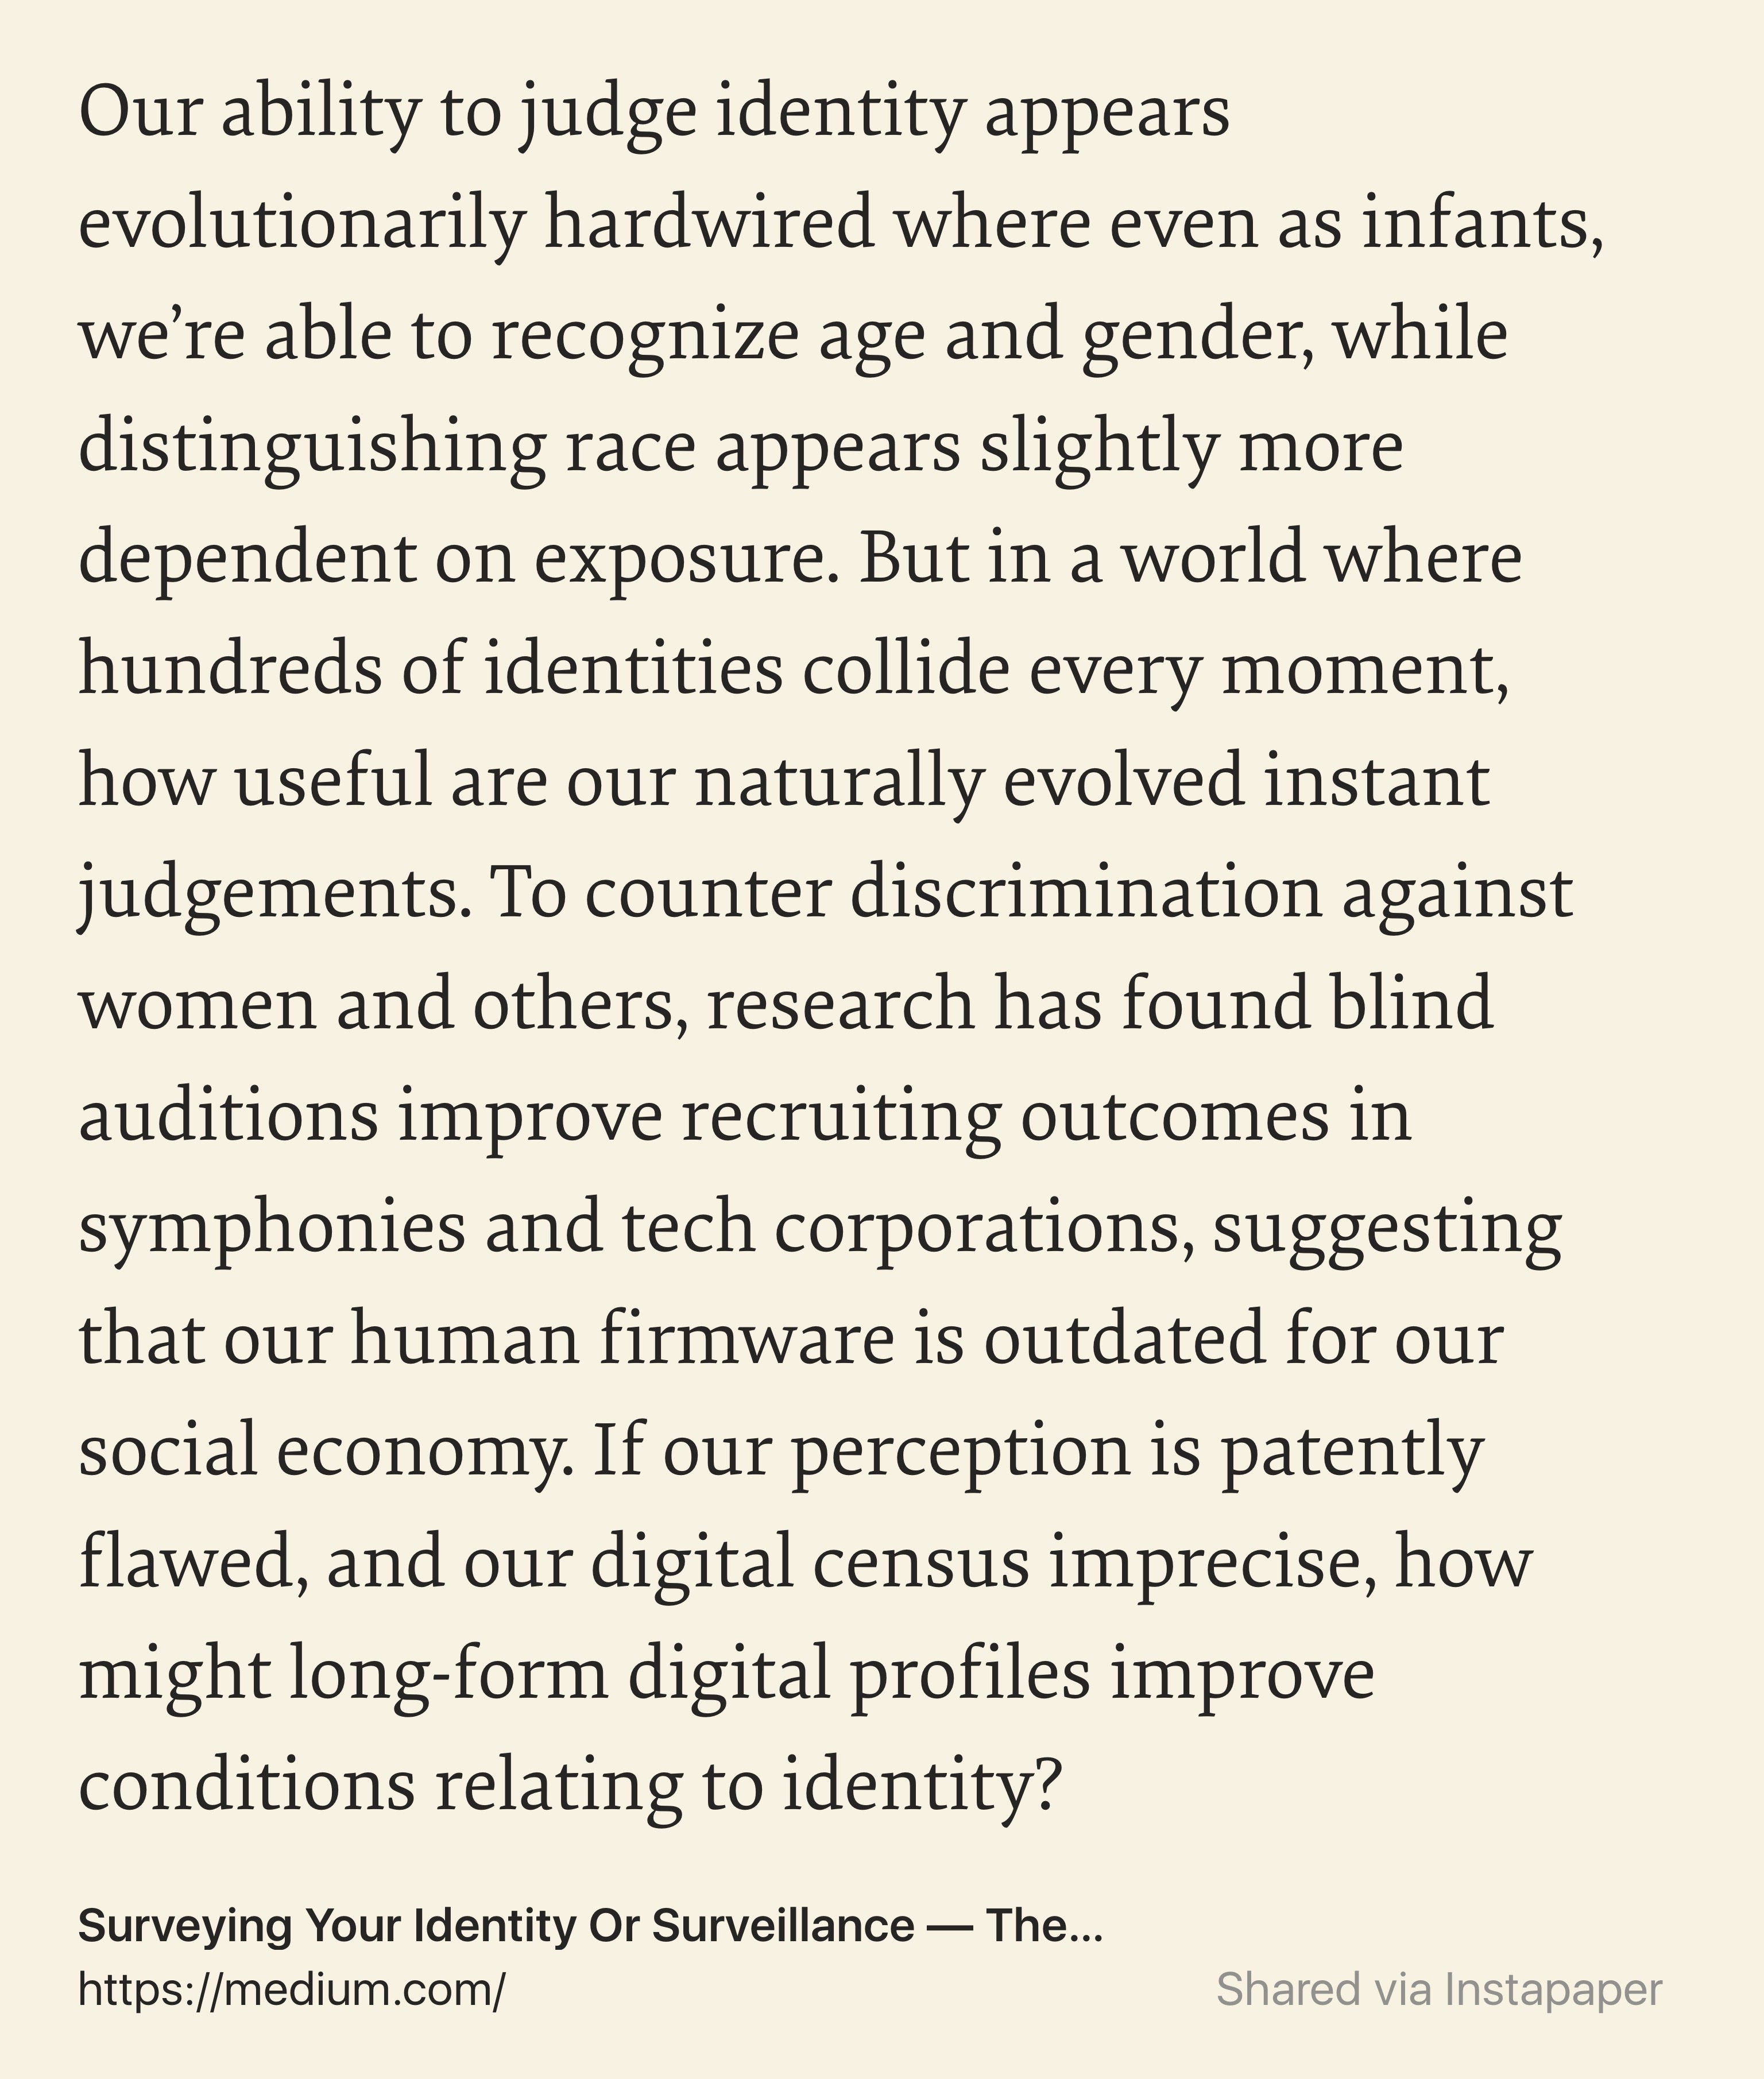 Our ability to judge identity appears
evolutionarily hardwired where even as infants,
we’re able to recognize age and gender, while
distinguishing race appears slightly more
dependent on exposure. But in a world where
hundreds of identities collide every moment,
how useful are our naturally evolved instant
judgements. To counter discrimination against
women and others, research has found blind
auditions improve recruiting outcomes in
symphonies and tech corporations, suggesting
that our human firmware is outdated for our
social economy. If our perception is patently
flawed, and our digital census imprecise, how
might long-form digital profiles improve
conditions relating to identity?
Surveying Your Identity Or Surveillance — The...
https://medium.com/
Shared via Instapaper